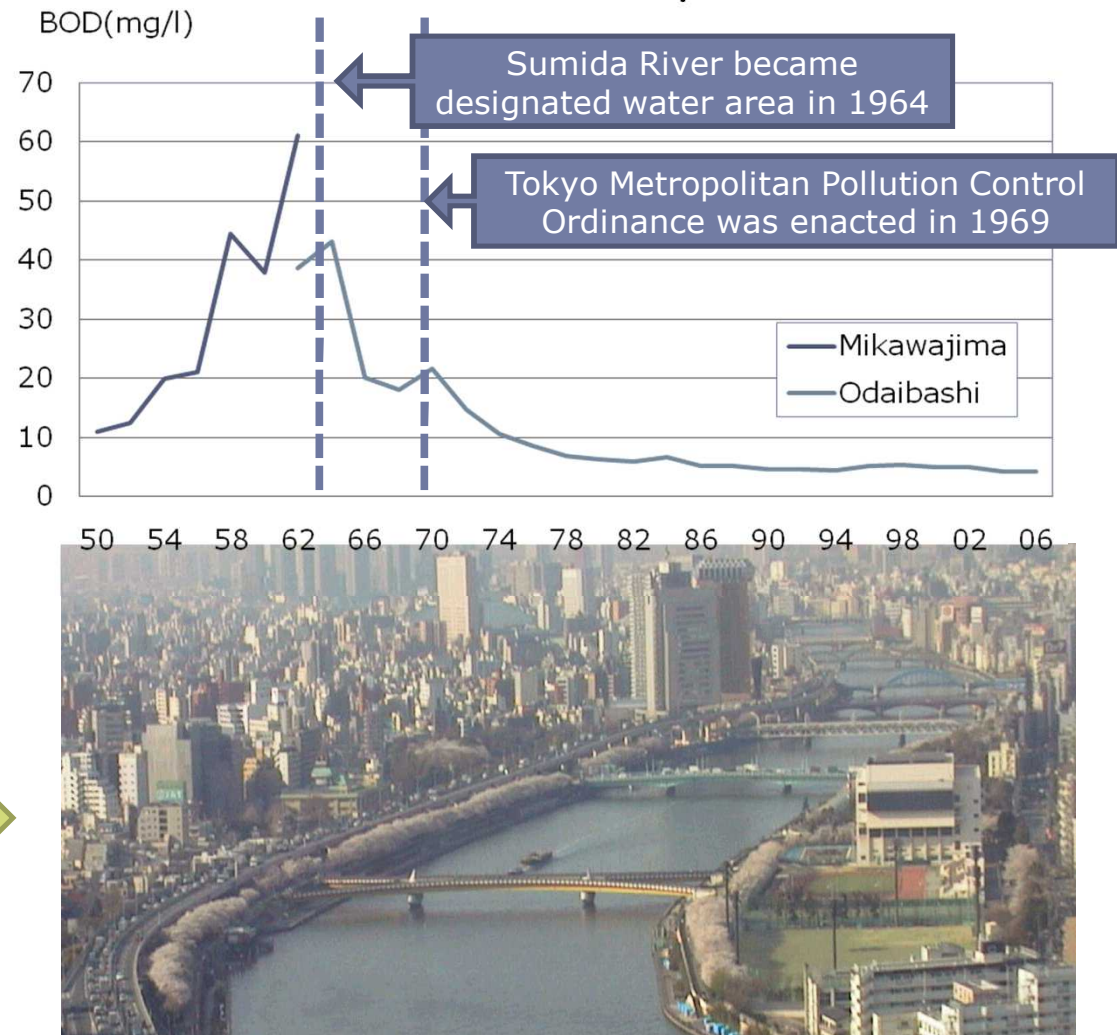 BOD(mg/l)
Sumida River became
designated water area in 1964
Tokyo Metropolitan Pollution Control
Ordinance was enacted in 1969
70
60
50
40
30
20
10
0
Mikawajima
Odaibashi
50 54 58 62 66 70 74 78 82 86 90 94 98 02 06